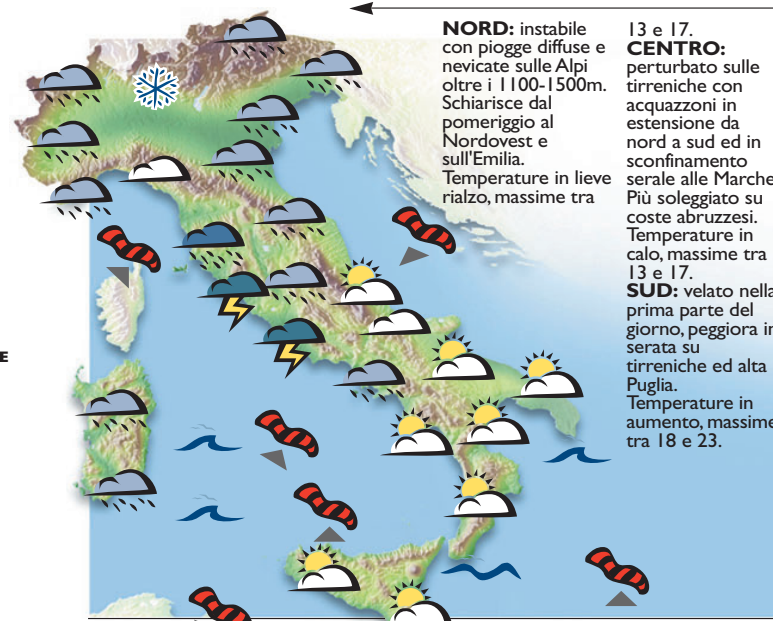 NORD: instabile
con piogge diffuse e
nevicate sulle Alpi
oltre i 1100-1500m.
Schiarisce dal
pomeriggio al
Nordovest e
sull'Emilia.
Temperature in lieve
rialzo, massime tra
13 e 17.
CENTRO:
perturbato sulle
tirreniche con
acquazzoni in
estensione da
nord a sud ed in
sconfinamento
serale alle Marche
Più soleggiato su
coste abruzzesi.
Temperature in
calo, massime tra
13 e 17.
SUD: velato nella
prima parte del
giorno, peggiora in
serata su
tirreniche ed alta
Puglia.
Temperature in
aumento, massime
tra 18 e 23.
E